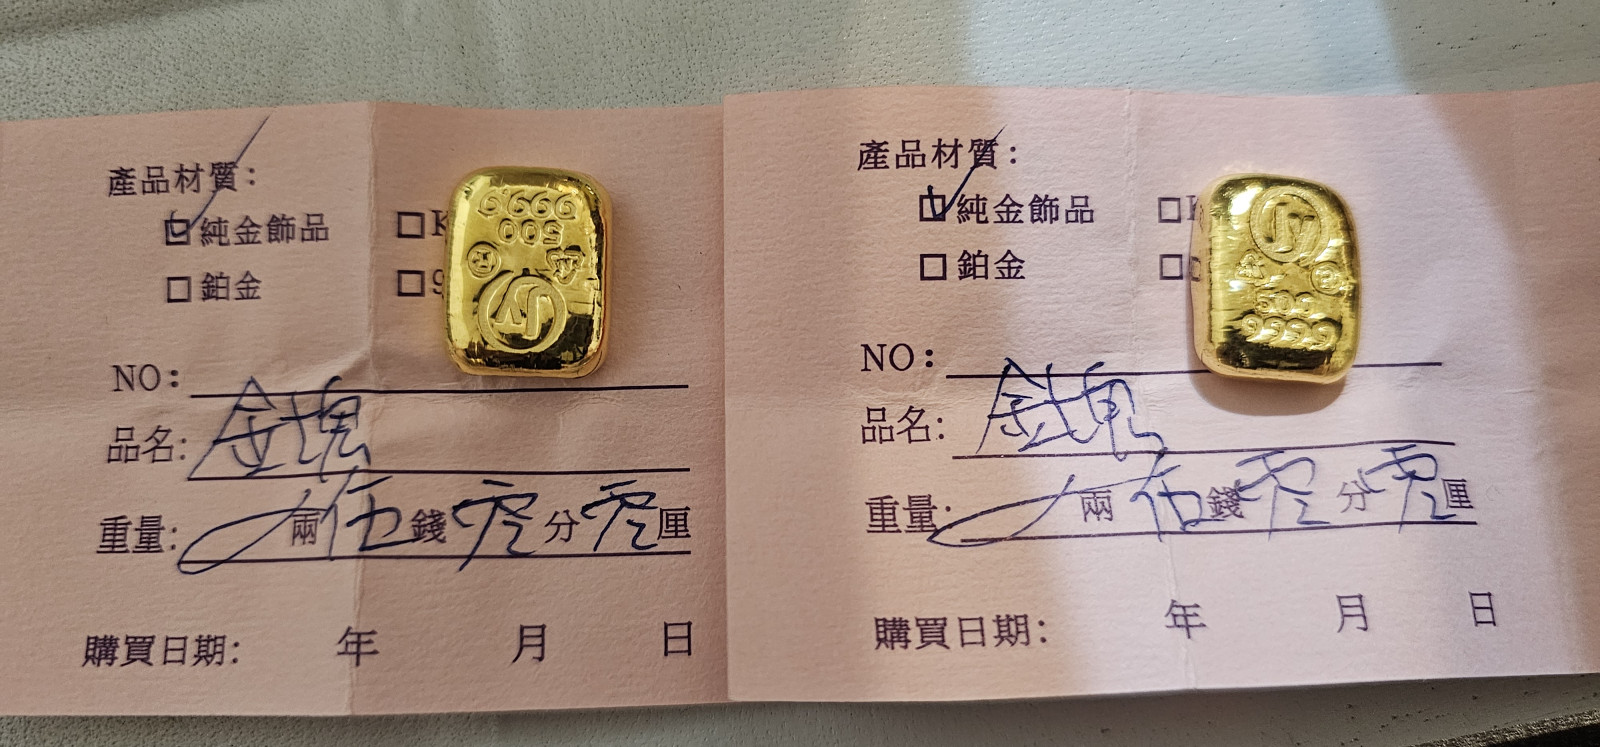 產品材質:
純金飾品 K
鉑金 9
9999
500
NO:
品名: 金塊
重量: 兩伍錢零分零厘
購買日期: 年 月 日
產品材質:
純金飾品
鉑金
500
9999
NO:
品名: 金塊
重量: 兩伍錢零分零厘
購買日期: 年 月 日